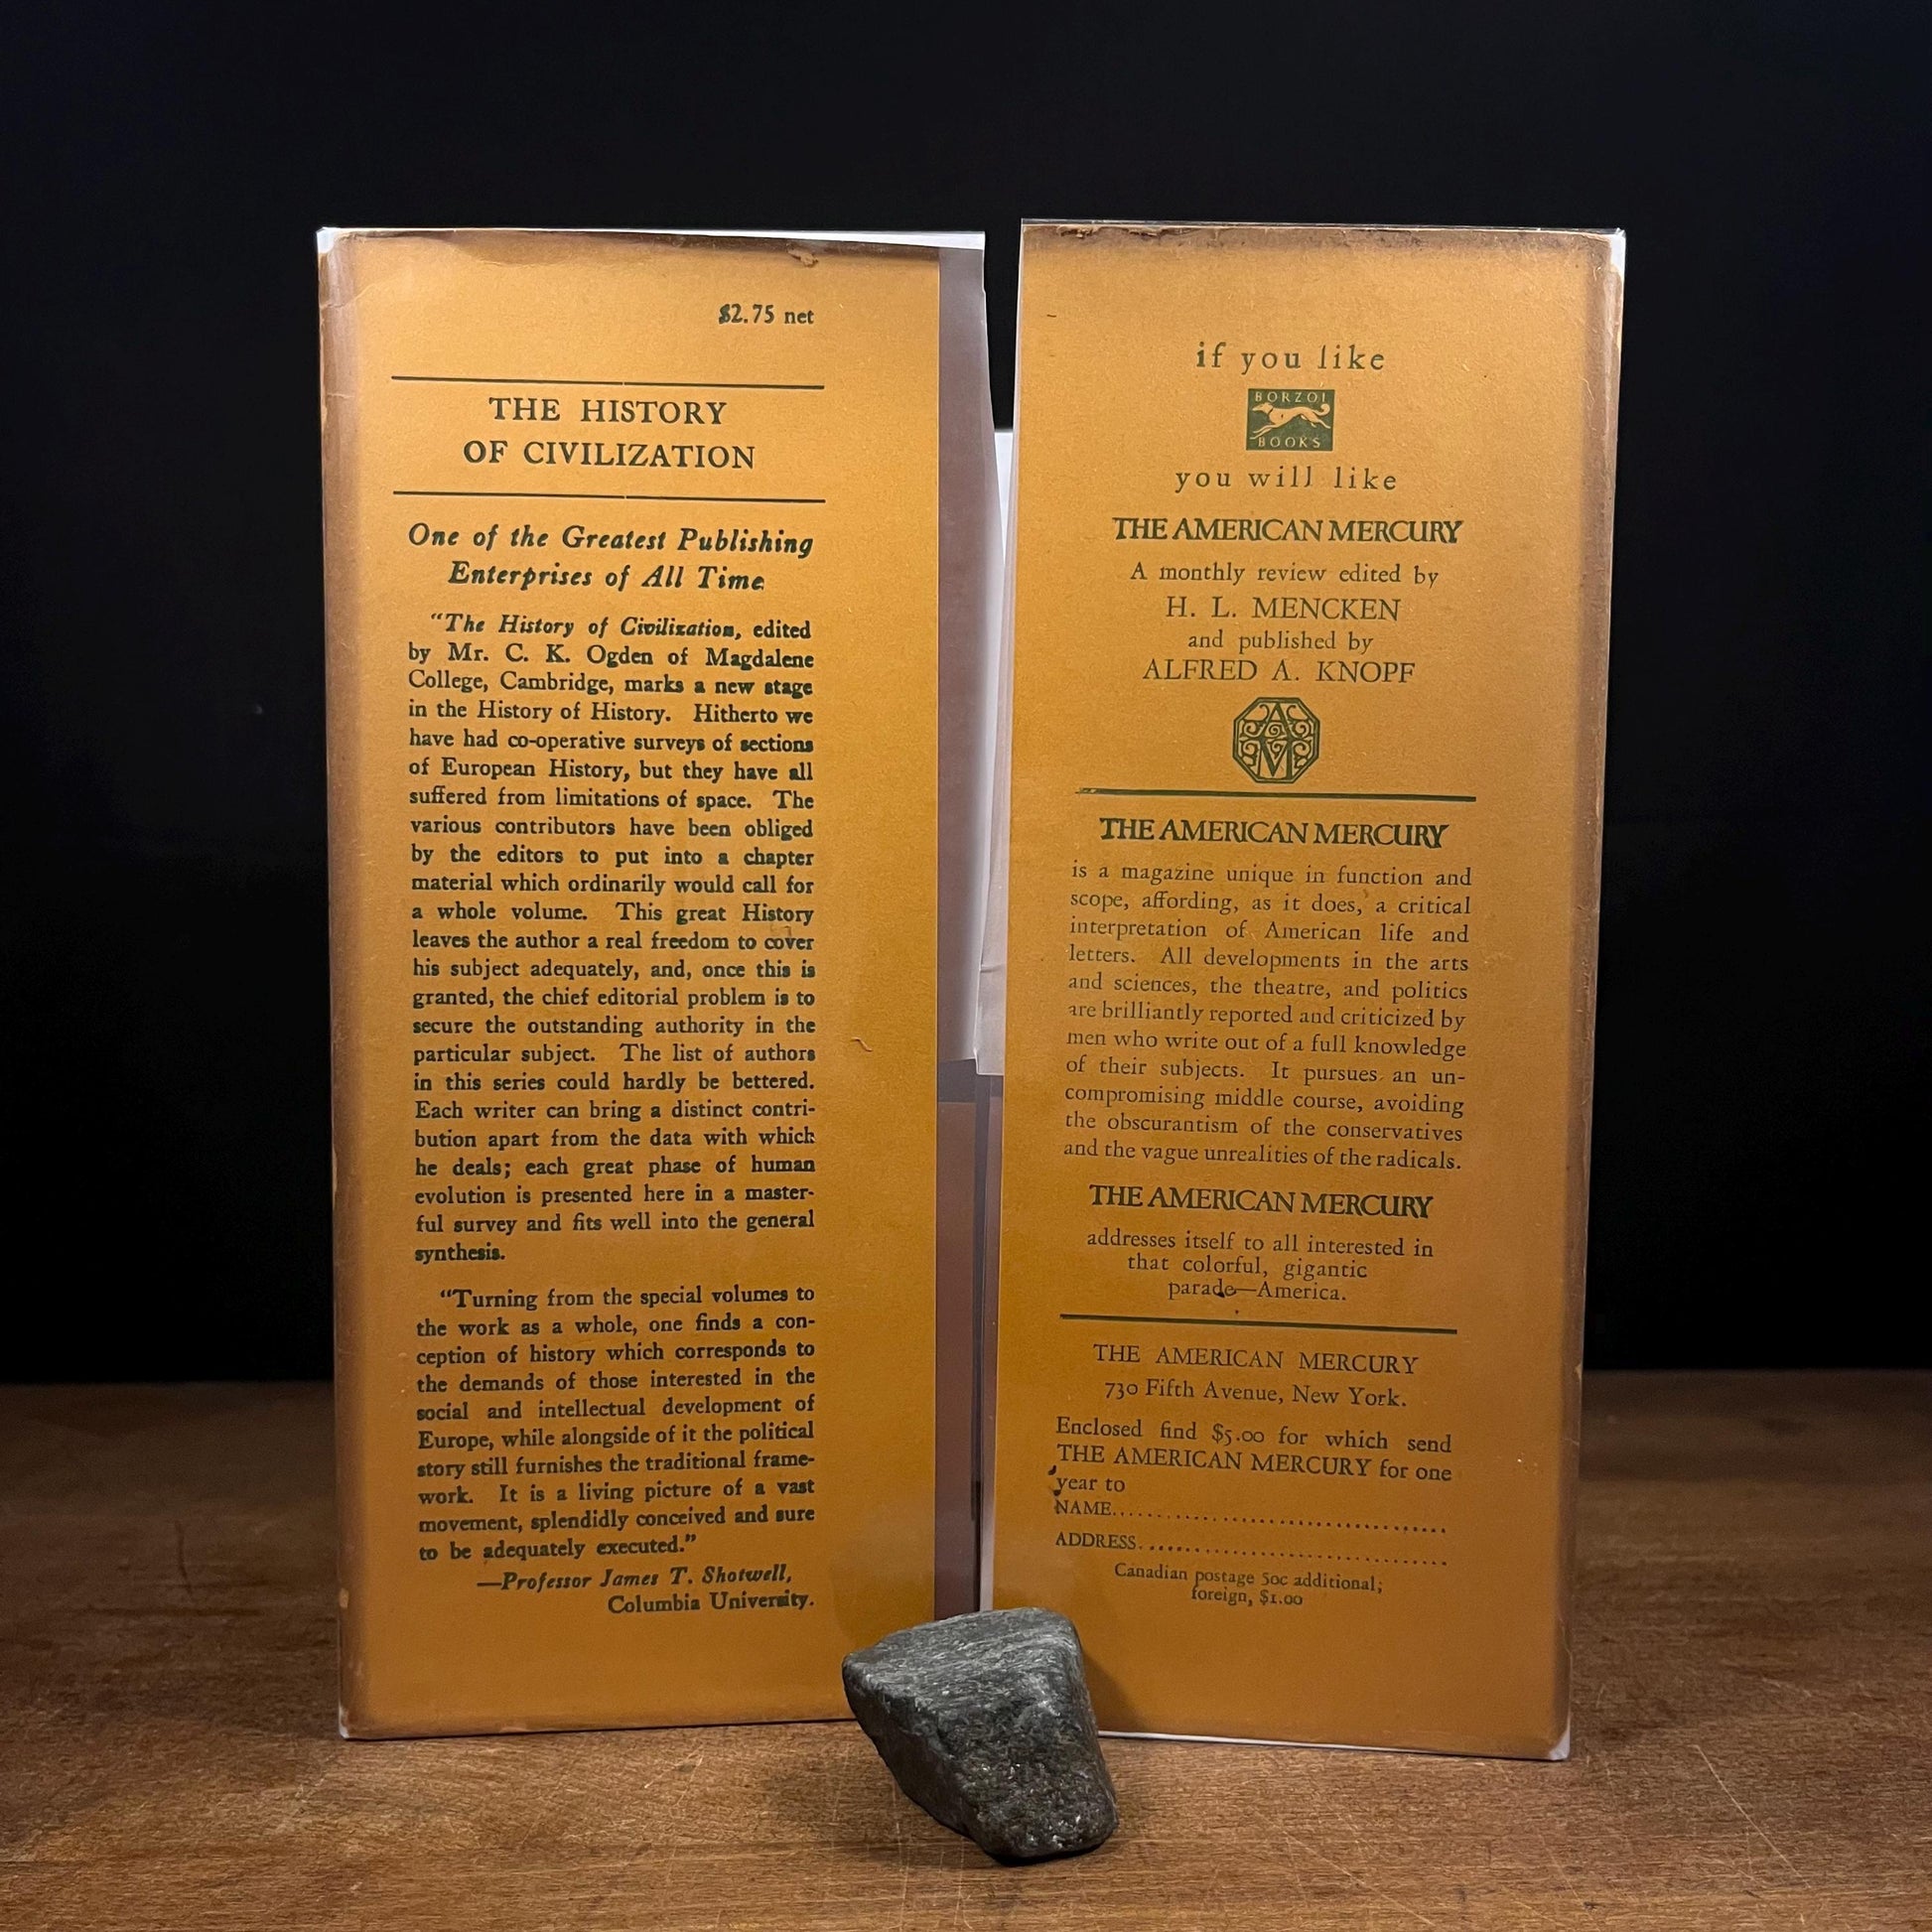 $2.75 net
THE HISTORY
OF CIVILIZATION
One of the Greatest Publishing
Enterprises of All Time
"The History of Civilization, edited
by Mr. C. K. Ogden of Magdalene
College, Cambridge, marks a new stage
in the History of History. Hitherto we
have had co-operative surveys of sections
of European History, but they have all
suffered from limitations of space. The
various contributors have been obliged
by the editors to put into a chapter
material which ordinarily would call for
a whole volume. This great History
leaves the author a real freedom to cover
his subject adequately, and, once this is
granted, the chief editorial problem is to
secure the outstanding authority in the
particular subject. The list of authors
in this series could hardly be bettered.
Each writer can bring a distinct contri-
bution apart from the data with which
he deals; each great phase of human
evolution is presented here in a master-
ful survey and fits well into the general
synthesis.
"Turning from the special volumes to
the work as a whole, one finds a con-
ception of history which corresponds to
the demands of those interested in the
social and intellectual development of
Europe, while alongside of it the political
story still furnishes the traditional frame-
work. It is a living picture of a vast
movement, splendidly conceived and sure
to be adequately executed."
—Professor James T. Shotwell,
Columbia University.
if you like
BORZOI
BOOKS
you will like
THE AMERICAN MERCURY
A monthly review edited by
H. L. MENCKEN
and published by
ALFRED A. KNOPF
AM
THE AMERICAN MERCURY
is a magazine unique in function and
scope, affording, as it does, a critical
interpretation of American life and
letters. All developments in the arts
and sciences, the theatre, and politics
are brilliantly reported and criticized by
men who write out of a full knowledge
of their subjects. It pursues an un-
compromising middle course, avoiding
the obscurantism of the conservatives
and the vague unrealities of the radicals.
THE AMERICAN MERCURY
addresses itself to all interested in
that colorful, gigantic
parade—America.
THE AMERICAN MERCURY
730 Fifth Avenue, New York.
Enclosed find $5.00 for which send
THE AMERICAN MERCURY for one
year to
NAME........................................
ADDRESS....................................
Canadian postage 50c additional;
foreign, $1.00